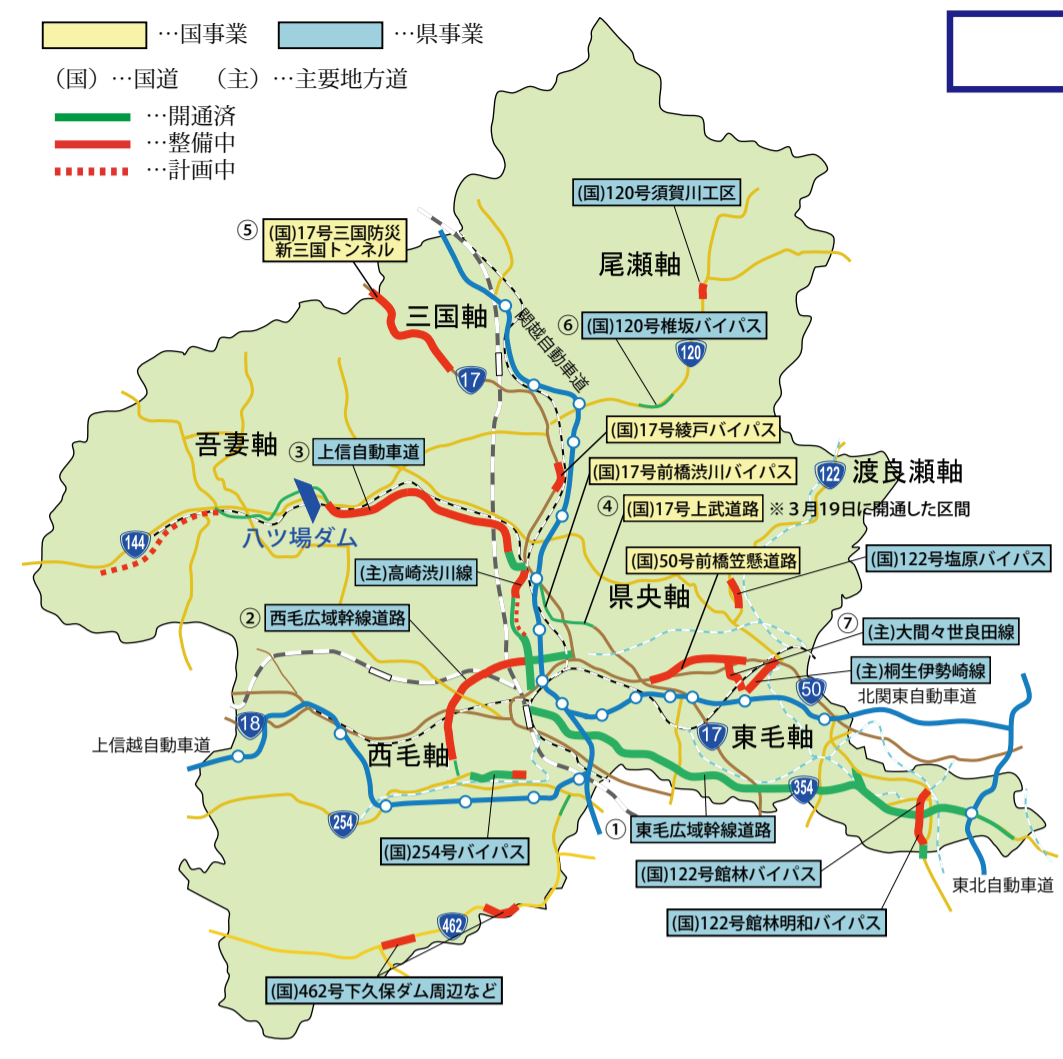 …国事業
…県事業
(国)…国道 (主)…主要地方道
…開通済
…整備中
…計画中
(国)120号須賀川工区
⑤
(国)17号三国防災
新三国トンネル
尾瀬軸
三国軸
関越自動車道
⑥
(国)120号椎坂バイパス
120
17
(国)17号綾戸バイパス
吾妻軸
③
上信自動車道
(国)17号前橋渋川バイパス
122
渡良瀬軸
④
(国)17号上武道路
※3月19日に開通した区間
八ツ場ダム
144
(国)50号前橋笠懸道路
(国)122号塩原バイパス
(主)高崎渋川線
県央軸
②
西毛広域幹線道路
⑦
(主)大間々世良田線
(主)桐生伊勢崎線
50
北関東自動車道
18
17
東毛軸
上信越自動車道
西毛軸
354
254
①
東毛広域幹線道路
(国)254号バイパス
(国)122号館林バイパス
東北自動車道
(国)122号館林明和バイパス
462
(国)462号下久保ダム周辺など